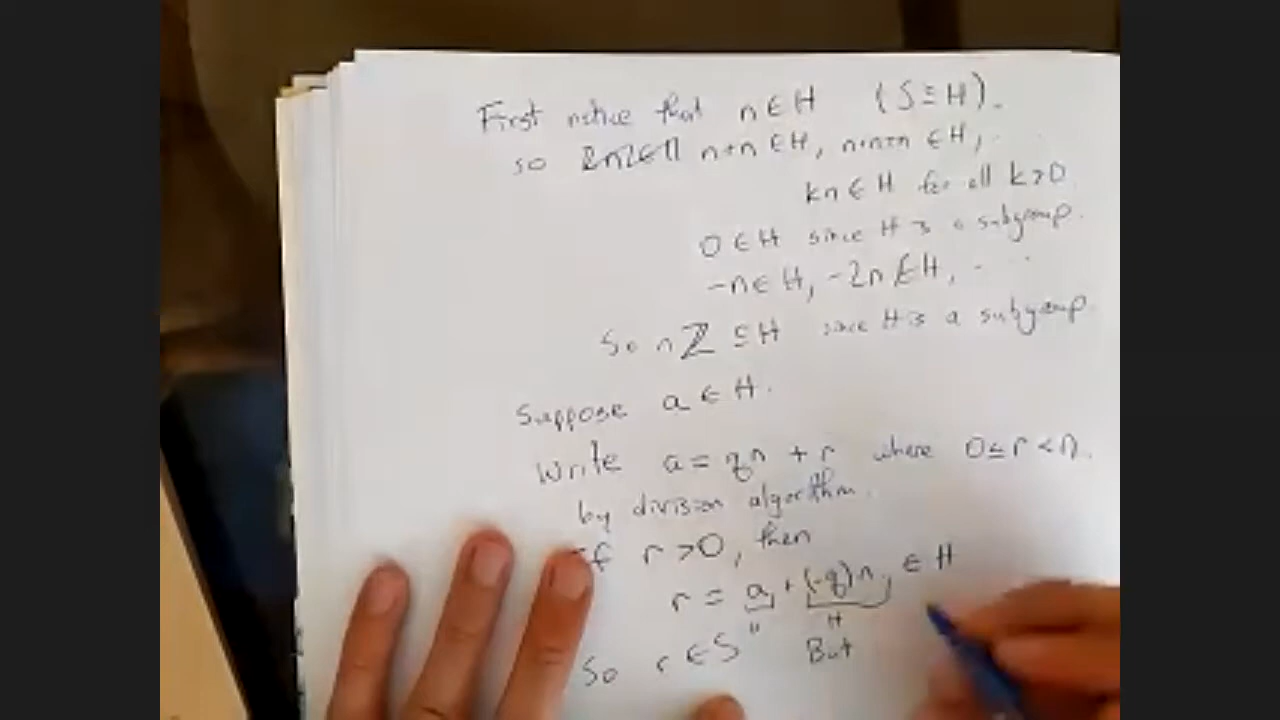 First notice that n ∈ H (S ⊆ H).
so n+n ∈ H, n+n+n ∈ H, ...
kn ∈ H for all k>0
0 ∈ H since H is a subgroup.
-n ∈ H, -2n ∈ H, ...
So nℤ ⊆ H since H is a subgroup.
Suppose a ∈ H.
Write a = qn + r where 0 ≤ r < n.
by division algorithm.
If r > 0, then
r = a + (-q)n ∈ H
H H
So r ∈ S But